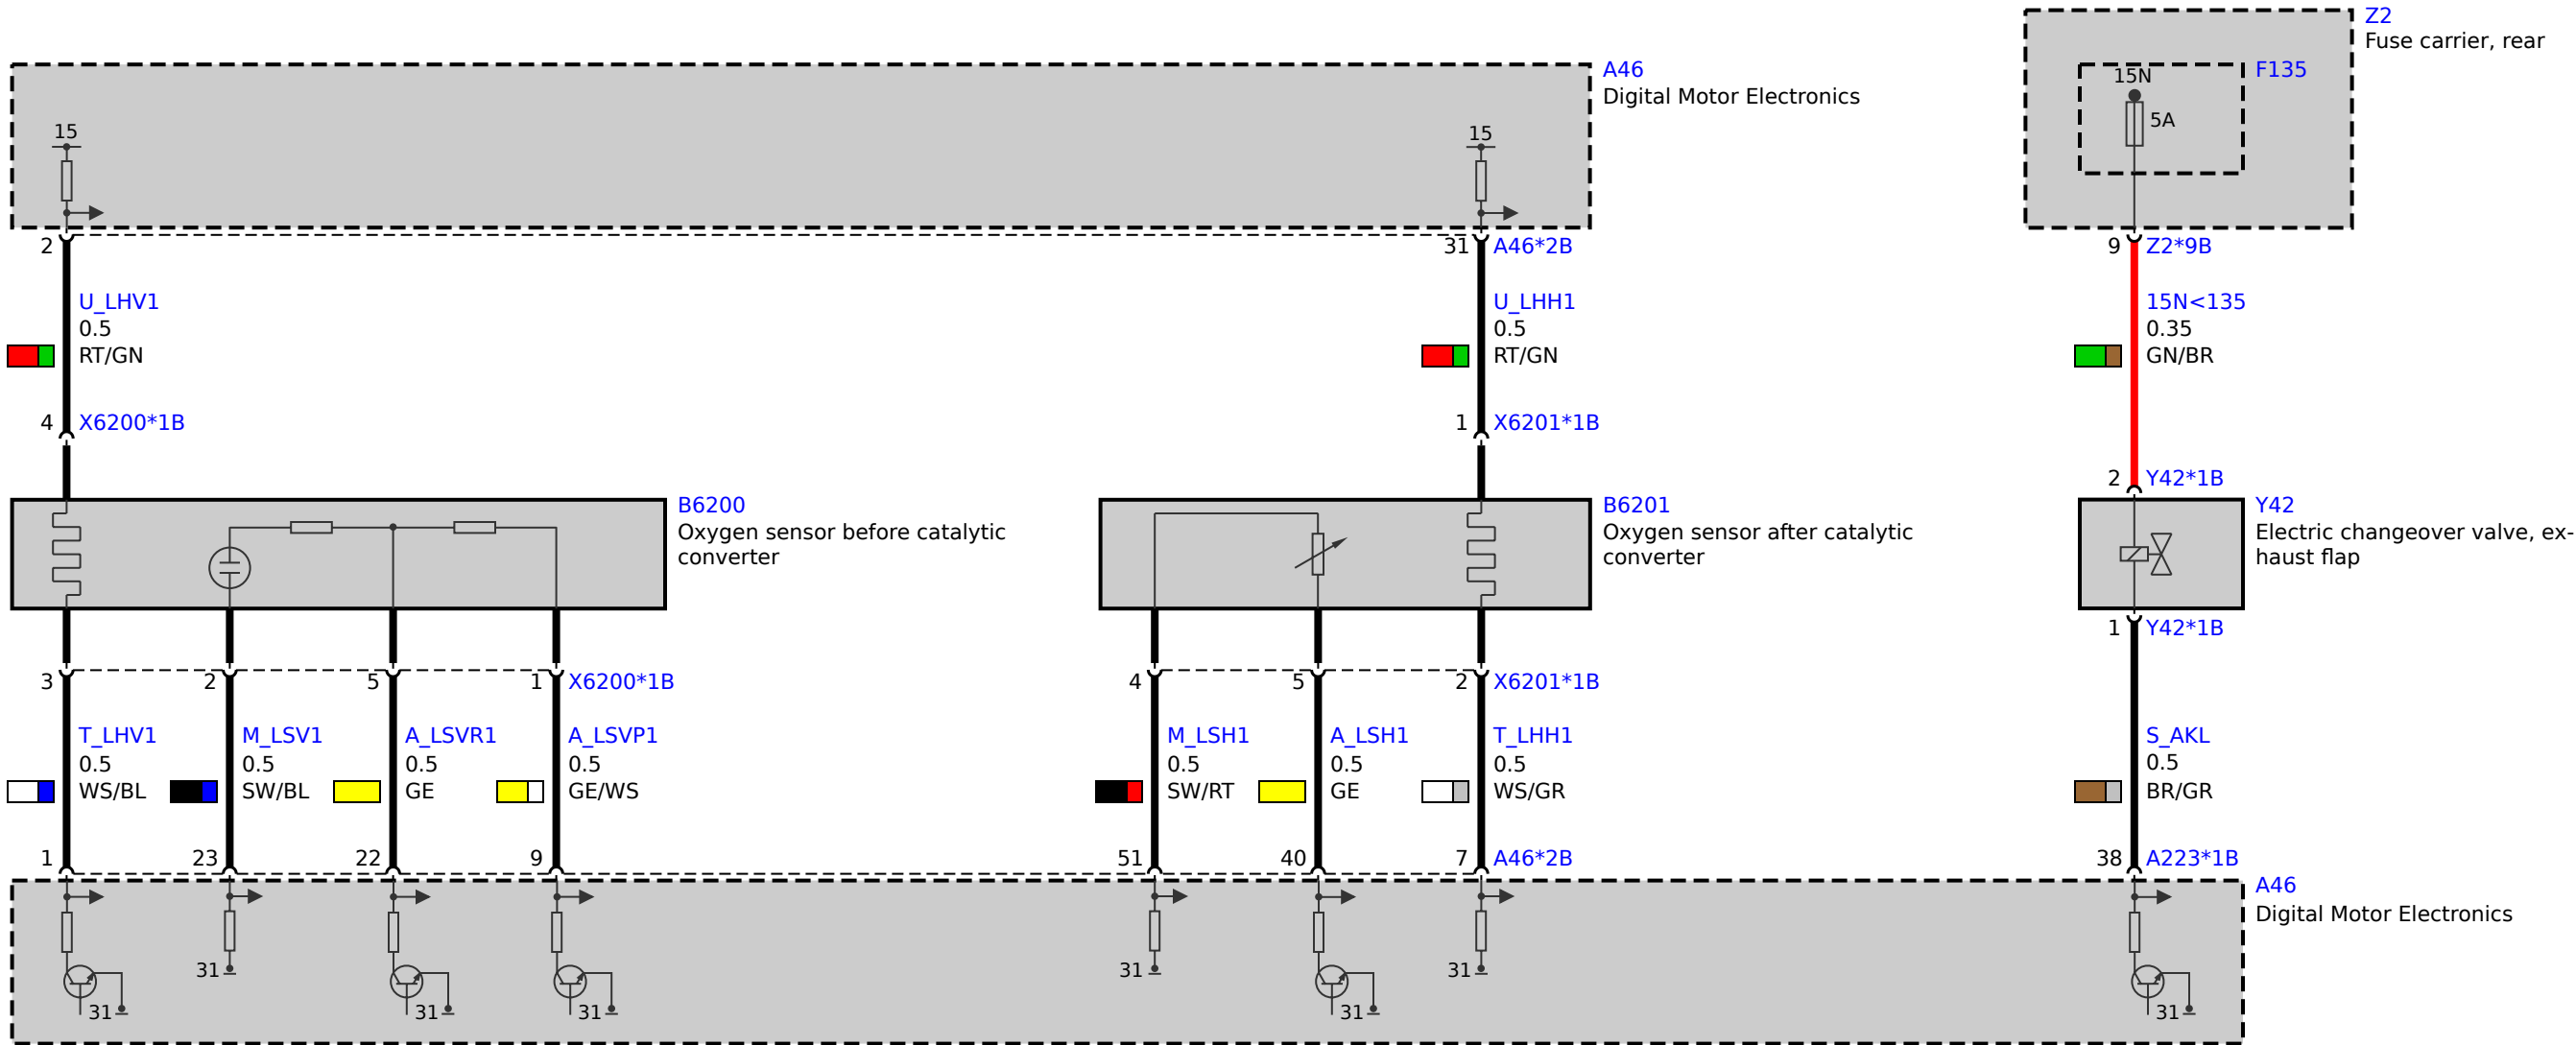 Z2
Fuse carrier, rear
A46
Digital Motor Electronics
F135
15N
5A
15
15
2
31
A46*2B
9
Z2*9B
U_LHV1
0.5
RT/GN
U_LHH1
0.5
RT/GN
15N<135
0.35
GN/BR
4
X6200*1B
1
X6201*1B
2
Y42*1B
B6200
Oxygen sensor before catalytic
converter
B6201
Oxygen sensor after catalytic
converter
Y42
Electric changeover valve, ex-
haust flap
1
Y42*1B
3
2
5
1
X6200*1B
4
5
2
X6201*1B
T_LHV1
0.5
WS/BL
M_LSV1
0.5
SW/BL
A_LSVR1
0.5
GE
A_LSVP1
0.5
GE/WS
M_LSH1
0.5
SW/RT
A_LSH1
0.5
GE
T_LHH1
0.5
WS/GR
S_AKL
0.5
BR/GR
1
23
22
9
51
40
7
A46*2B
38
A223*1B
A46
Digital Motor Electronics
31
31
31
31
31
31
31
31